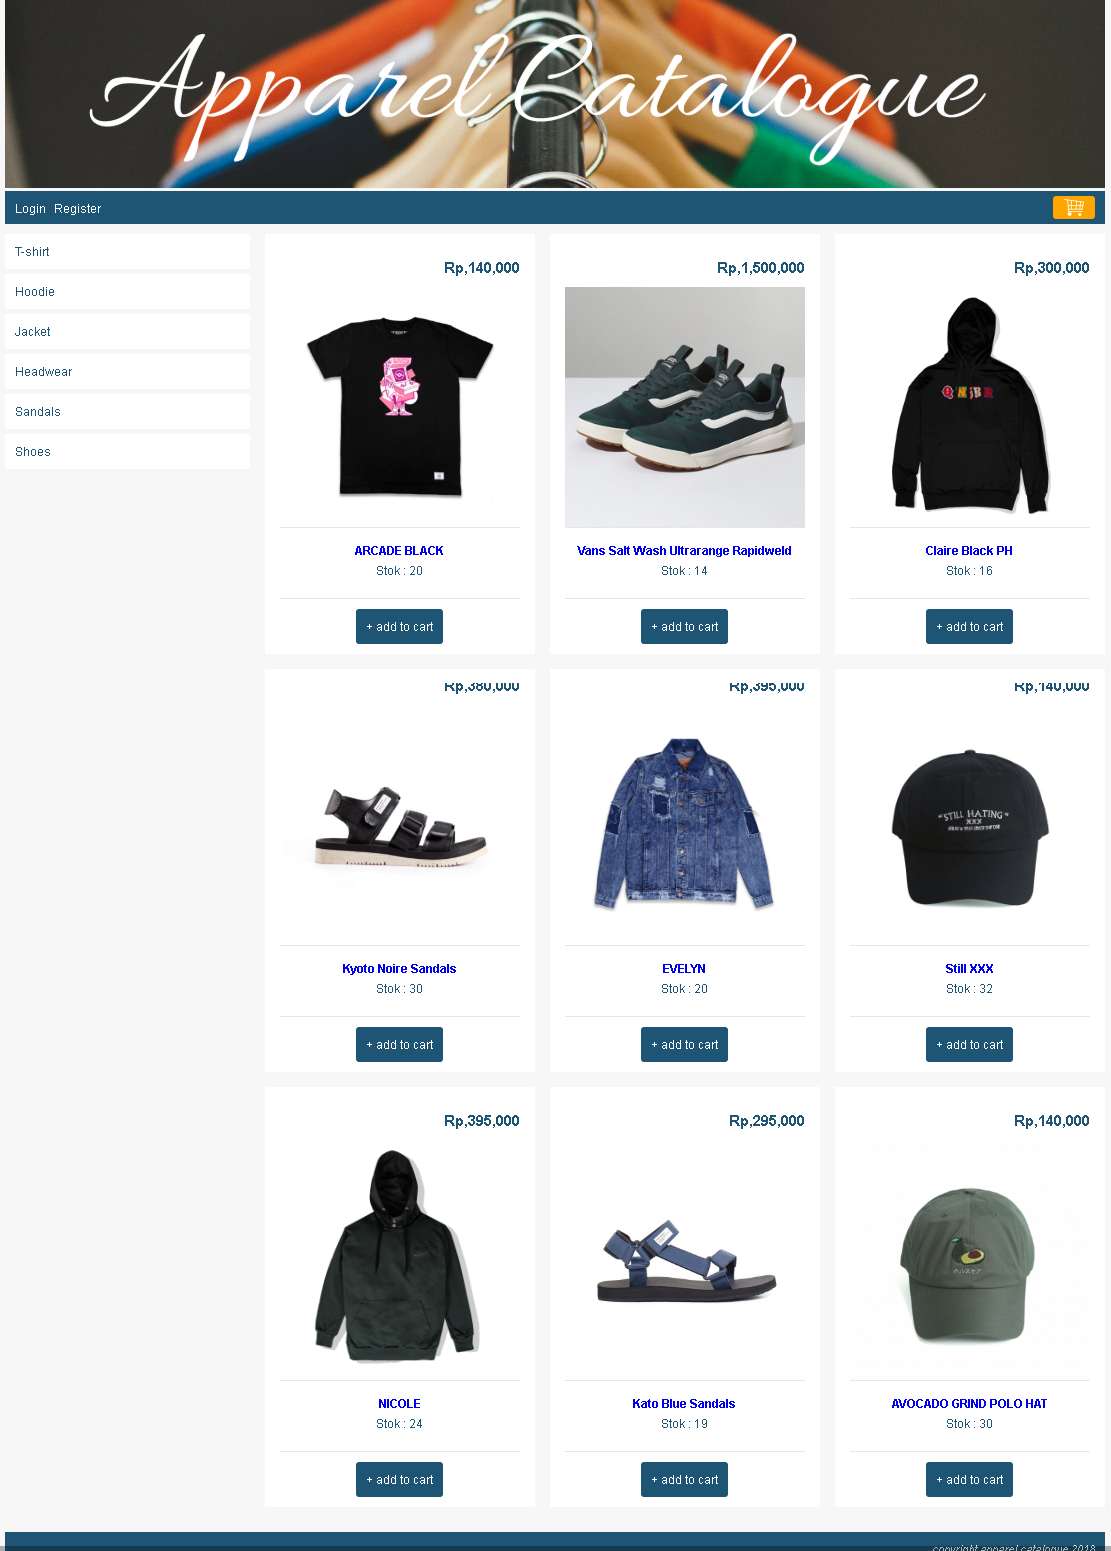 Apparel Catalogue
Login Register
T-shirt
Hoodie
Jacket
Headwear
Sandals
Shoes
Rp,140,000
ARCADE BLACK
Stok : 20
+ add to cart
Rp,1,500,000
Vans Salt Wash Ultrarange Rapidweld
Stok : 14
+ add to cart
Rp,300,000
Claire Black PH
Stok : 16
+ add to cart
Rp,380,000
Kyoto Noire Sandals
Stok : 30
+ add to cart
Rp,395,000
EVELYN
Stok : 20
+ add to cart
Rp,140,000
"STILL HATING"
XXX
Still XXX
Stok : 32
+ add to cart
Rp,395,000
NICOLE
Stok : 24
+ add to cart
Rp,295,000
Kato Blue Sandals
Stok : 19
+ add to cart
Rp,140,000
ヘルスケア
AVOCADO GRIND POLO HAT
Stok : 30
+ add to cart
copyright apparel catalogue 2018